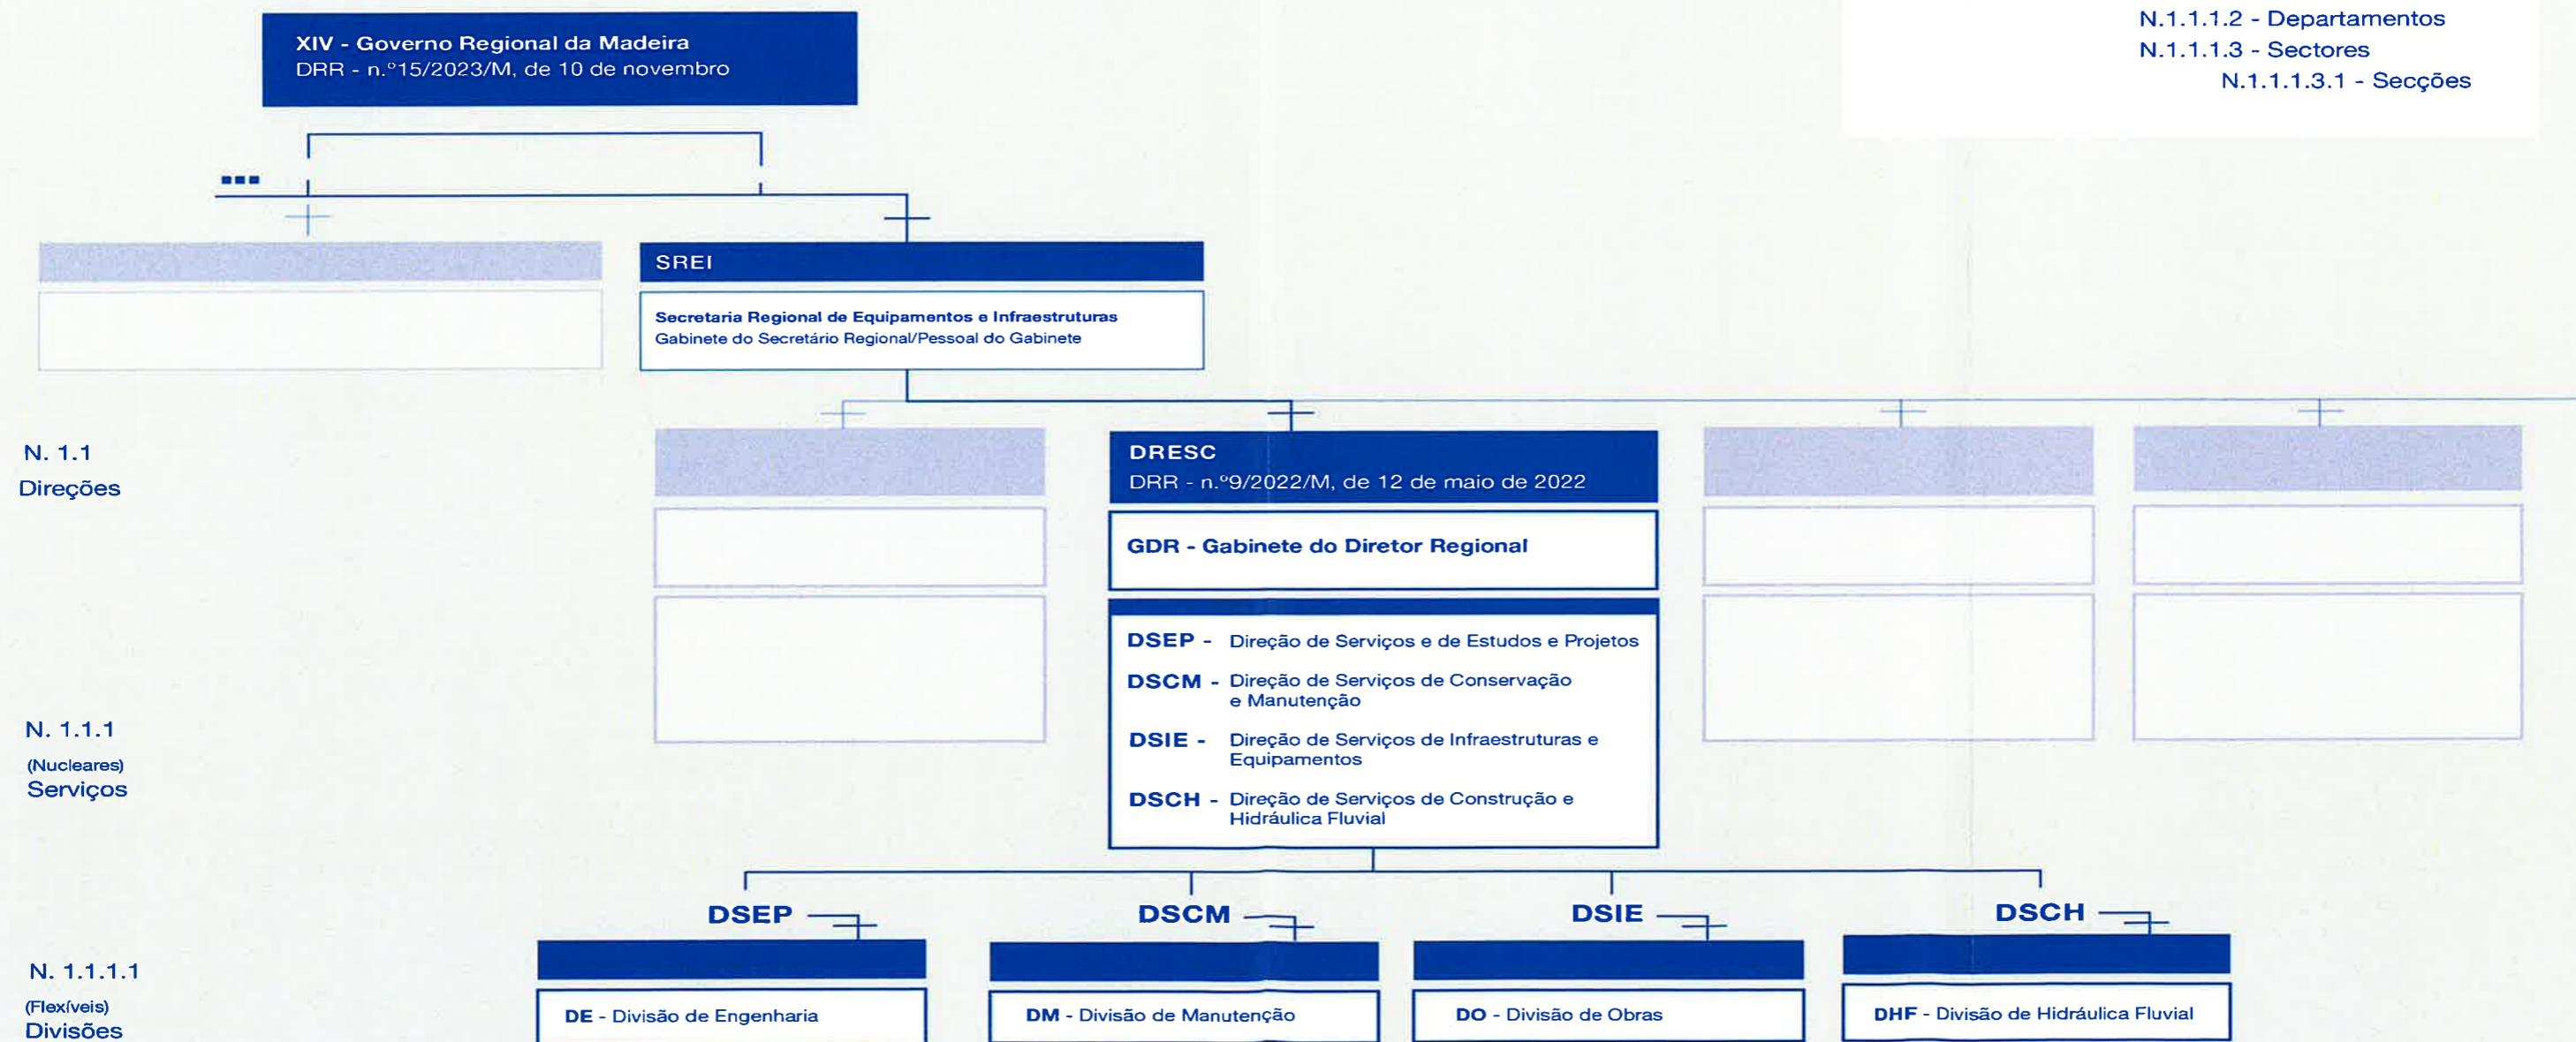 N.1.1.1.2 - Departamentos
N.1.1.1.3 - Sectores
N.1.1.1.3.1 - Secções
XIV - Governo Regional da Madeira
DRR - n.º15/2023/M, de 10 de novembro
...
SREI
Secretaria Regional de Equipamentos e Infraestruturas
Gabinete do Secretário Regional/Pessoal do Gabinete
N. 1.1
Direções
DRESC
DRR - n.º9/2022/M, de 12 de maio de 2022
GDR - Gabinete do Diretor Regional
N. 1.1.1
(Nucleares)
Serviços
DSEP - Direção de Serviços e de Estudos e Projetos
DSCM - Direção de Serviços de Conservação
e Manutenção
DSIE - Direção de Serviços de Infraestruturas e
Equipamentos
DSCH - Direção de Serviços de Construção e
Hidráulica Fluvial
DSEP
DSCM
DSIE
DSCH
N. 1.1.1.1
(Flexíveis)
Divisões
DE - Divisão de Engenharia
DM - Divisão de Manutenção
DO - Divisão de Obras
DHF - Divisão de Hidráulica Fluvial